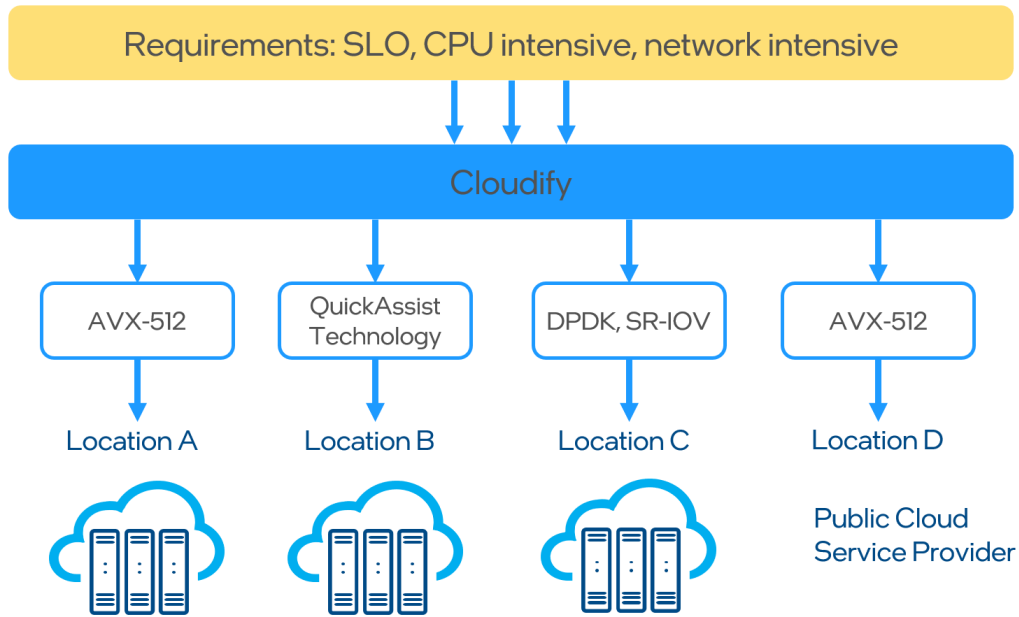 Requirements: SLO, CPU intensive, network intensive
Cloudify
AVX-512
QuickAssist
Technology
DPDK, SR-IOV
AVX-512
Location A
Location B
Location C
Location D
Public Cloud
Service Provider